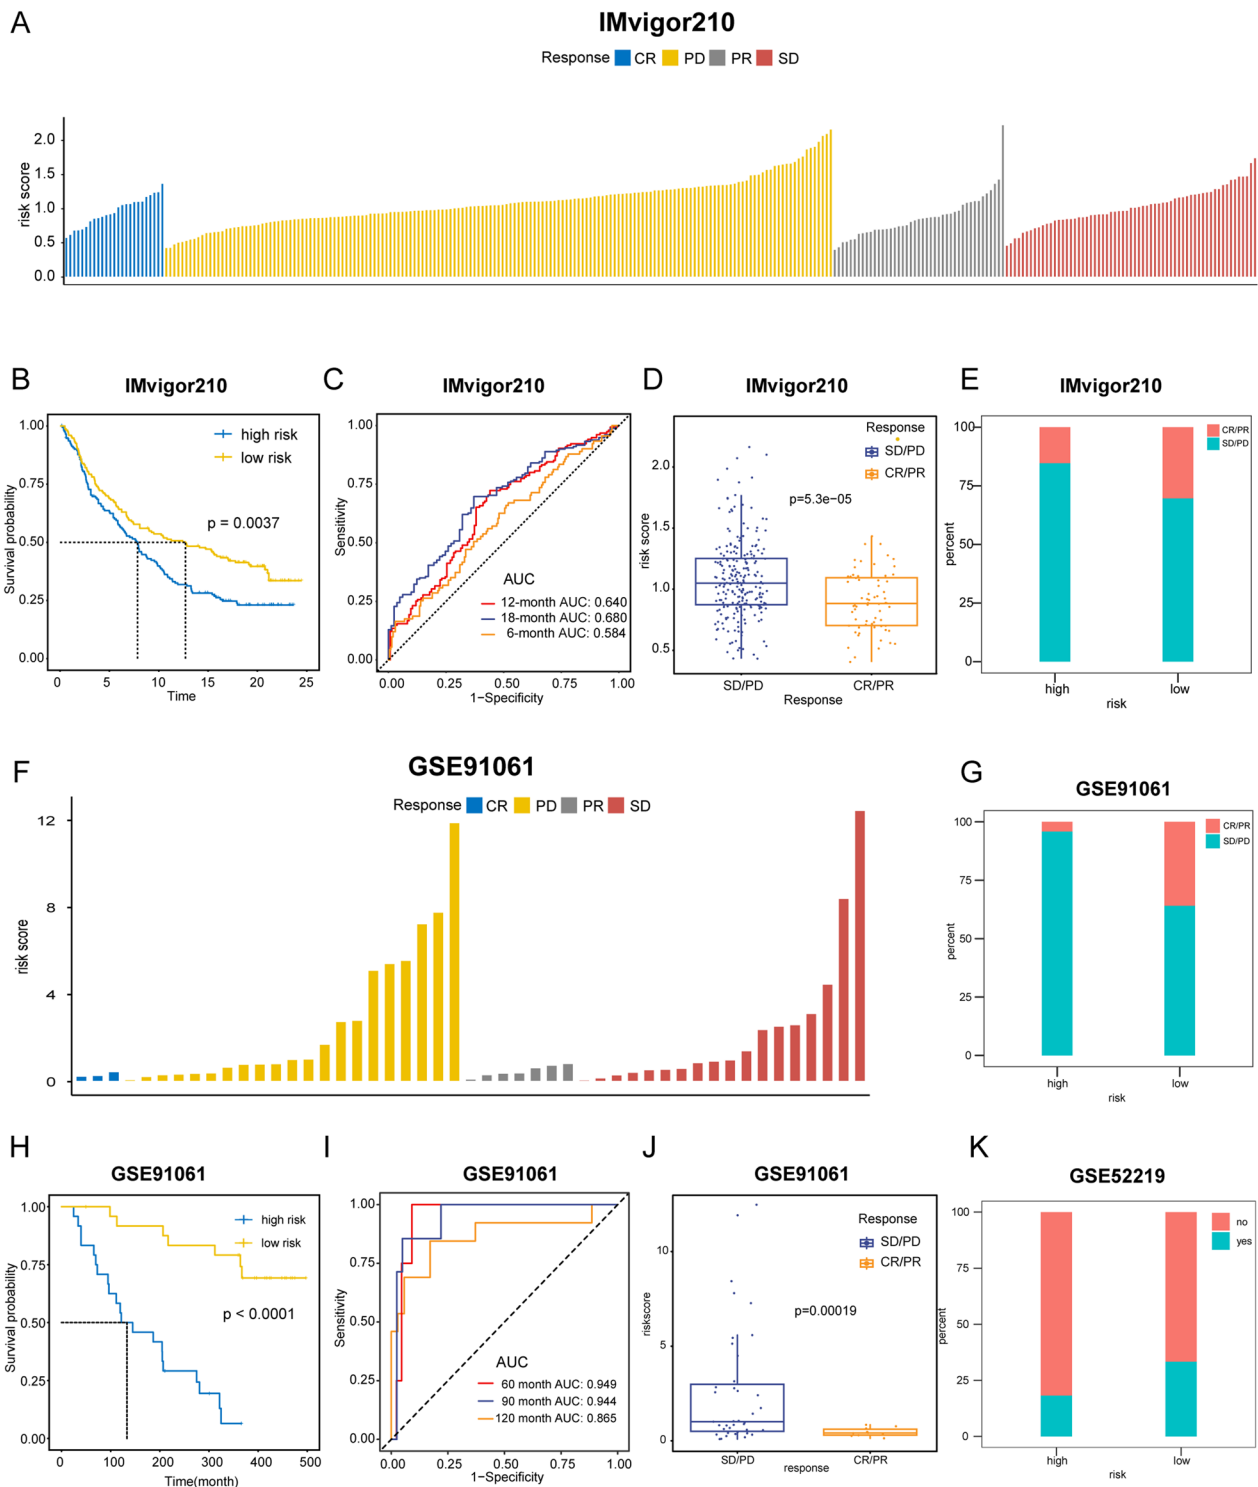 A
IMvigor210
Response CR PD PR SD
risk score
2.0
1.5
1.0
0.5
0.0
B
IMvigor210
Survival probability
1.00
0.75
0.50
0.25
0.00
high risk
low risk
p = 0.0037
0 5 10 15 20 25
Time
C
IMvigor210
Sensitivity
1.00
0.75
0.50
0.25
0.00
AUC
12-month AUC: 0.640
18-month AUC: 0.680
6-month AUC: 0.584
0.00 0.25 0.50 0.75 1.00
1-Specificity
D
IMvigor210
risk score
2.0
1.5
1.0
0.5
Response
SD/PD
CR/PR
p=5.3e-05
SD/PD CR/PR
Response
E
IMvigor210
percent
100
75
50
25
0
CR/PR
SD/PD
high low
risk
F
GSE91061
Response CR PD PR SD
risk score
12
8
4
0
G
GSE91061
percent
100
75
50
25
0
CR/PR
SD/PD
high low
risk
H
GSE91061
Survival probability
1.00
0.75
0.50
0.25
0.00
high risk
low risk
p < 0.0001
0 100 200 300 400 500
Time(month)
I
GSE91061
Sensitivity
1.00
0.75
0.50
0.25
0.00
AUC
60 month AUC: 0.949
90 month AUC: 0.944
120 month AUC: 0.865
0.00 0.25 0.50 0.75 1.00
1-Specificity
J
GSE91061
riskscore
10
5
0
Response
SD/PD
CR/PR
p=0.00019
SD/PD CR/PR
response
K
GSE52219
percent
100
75
50
25
0
no
yes
high low
risk